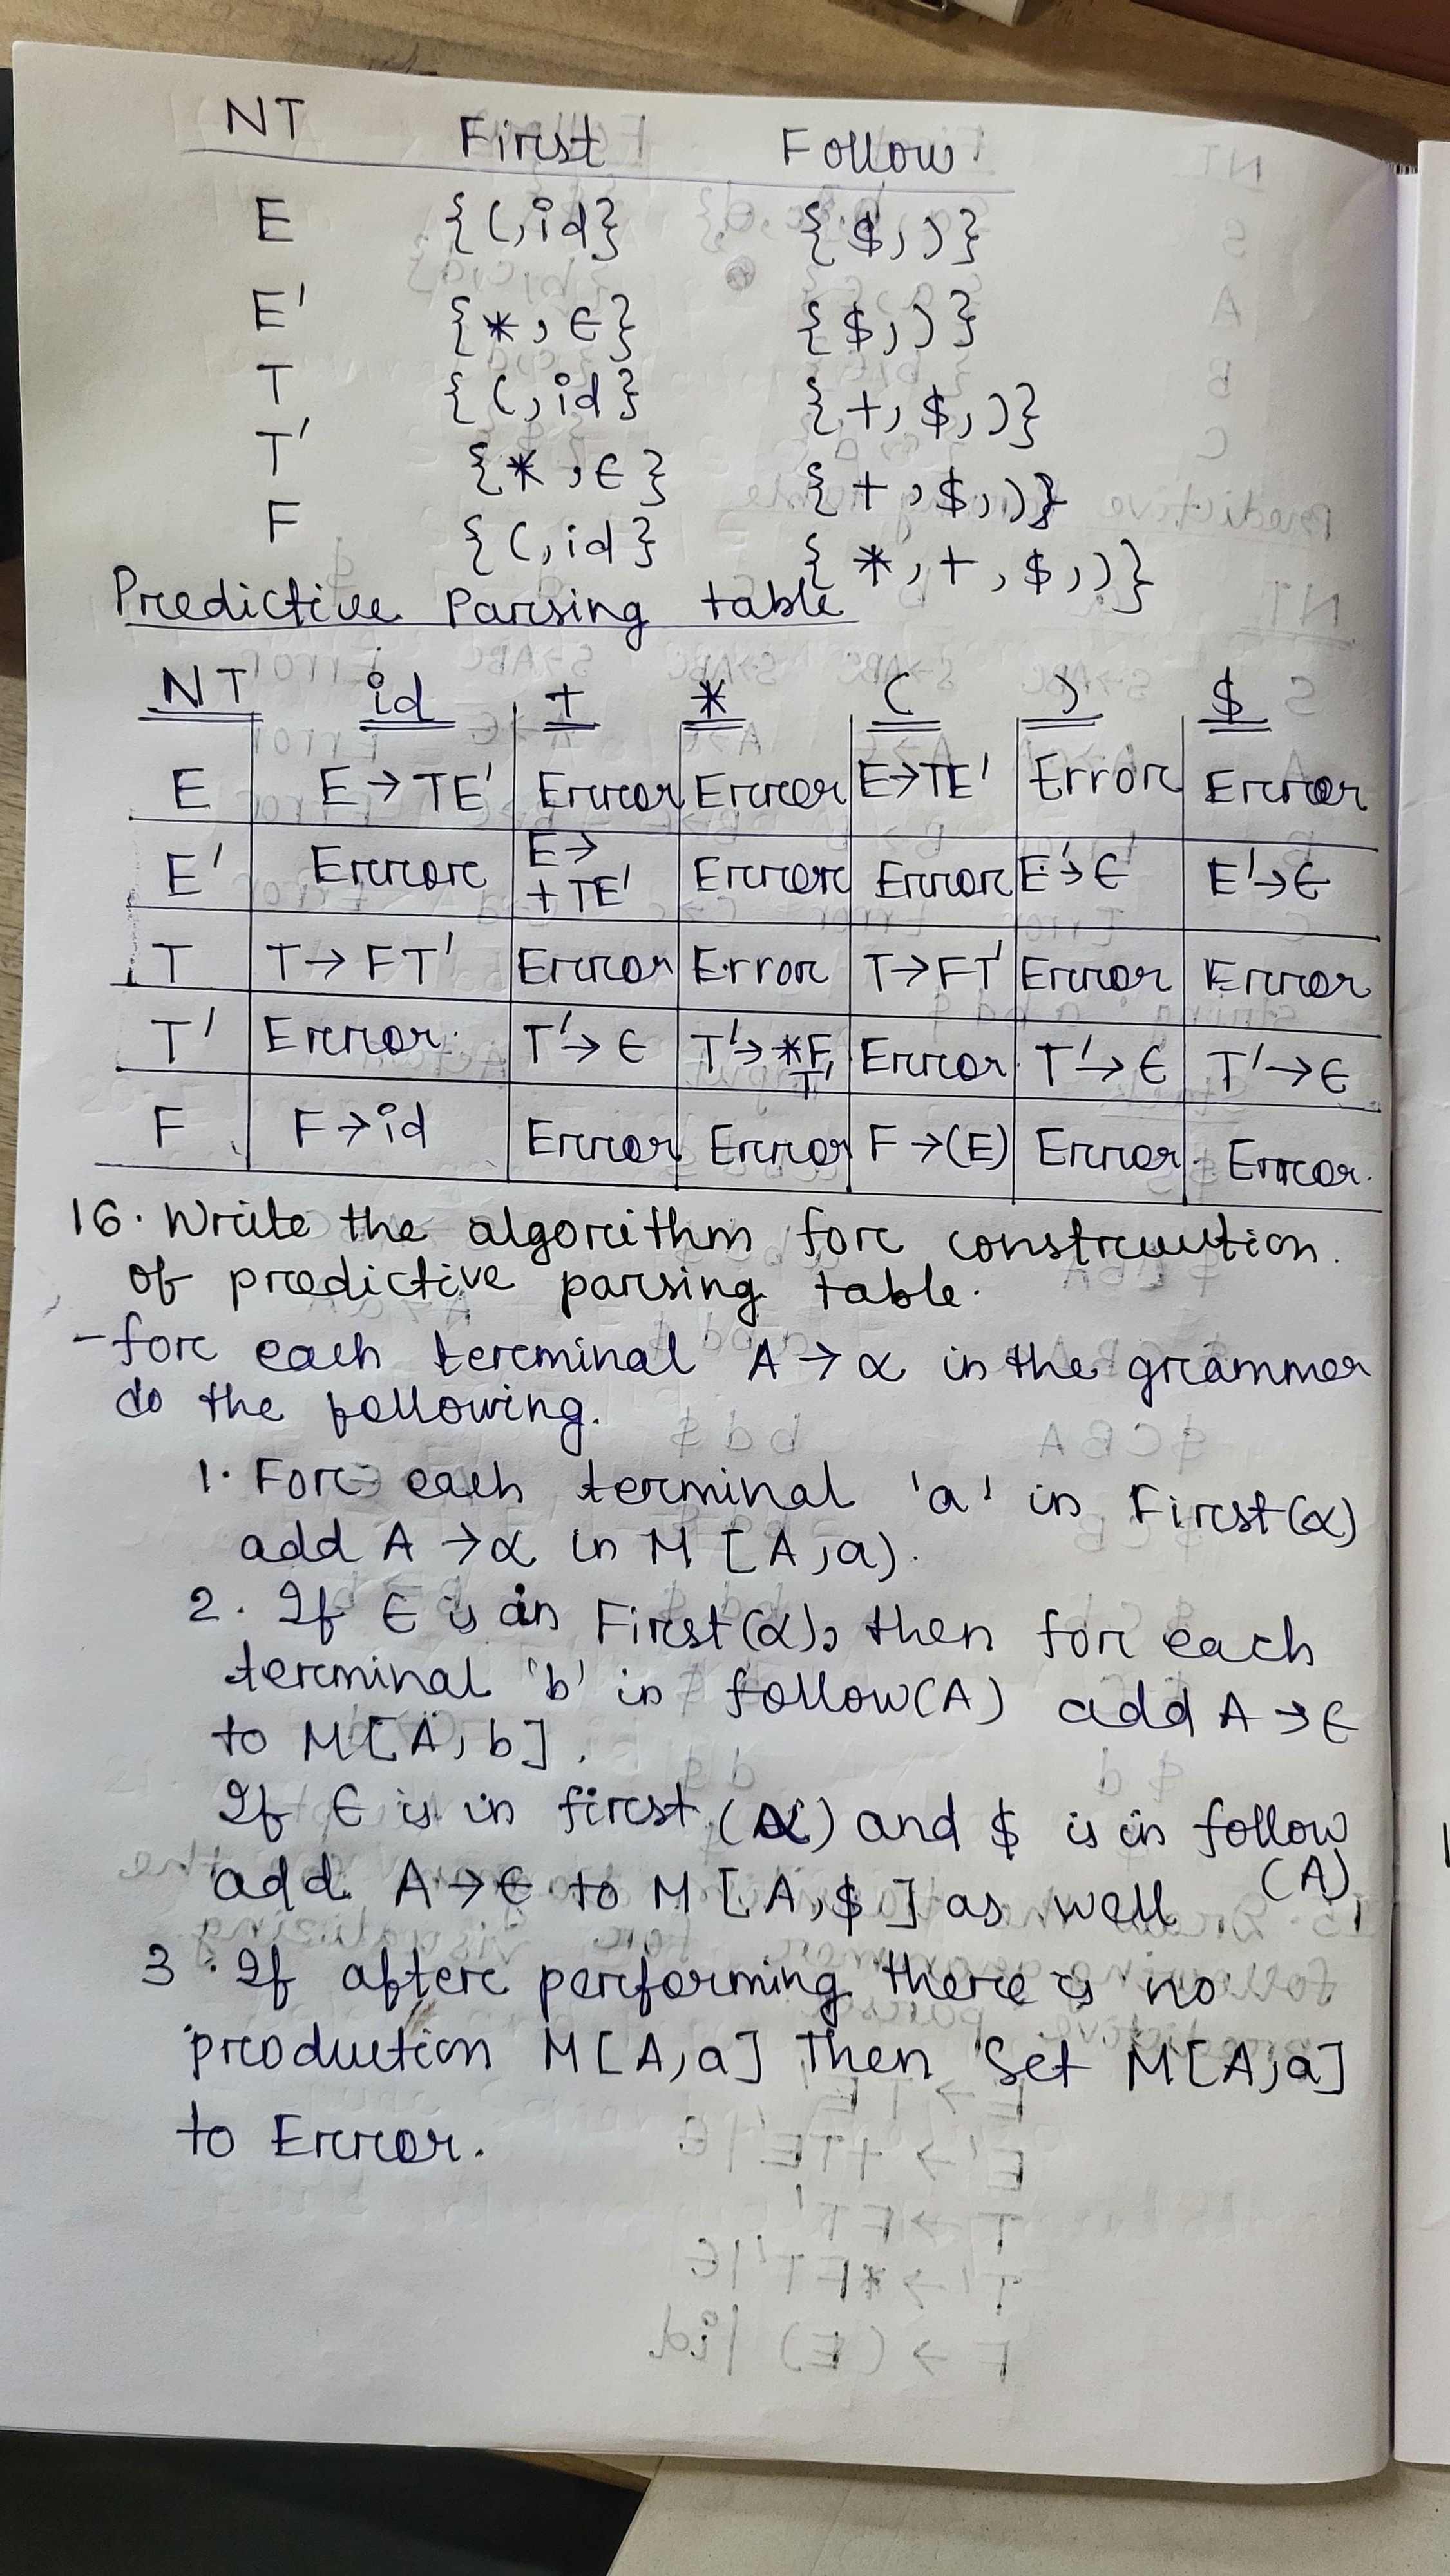 NT First Follow
E {(,id} {$,)}
E' {*,ϵ} {$,)}
T {(,id} {+,$,)}
T' {*,ϵ} {+,$,)}
F {(,id} {*,+,$,)}
Predictive Parsing table
NT id + * ( ) $
E E→TE' Error Error E→TE' Error Error
E' Error E→ +TE' Error Error E'→ϵ E'→ϵ
T T→FT' Error Error T→FT' Error Error
T' Error T'→ϵ T'→*FT' Error T'→ϵ T'→ϵ
F F→id Error Error F→(E) Error Error.
16. Write the algorithm for construction.
of predictive parsing table.
- for each terminal A→α in the grammer
do the following.
1. For each terminal 'a' in First(α)
add A→α in M[A,a).
2. If ϵ is in First(α), then for each
terminal 'b' in follow(A) add A→ϵ
to M[A,b].
If ϵ is in first(α) and $ is in follow
(A),
add A→ϵ to M[A,$] as well
3. If after performing there is no
production M[A,a] Then Set M[A,a]
to Error.